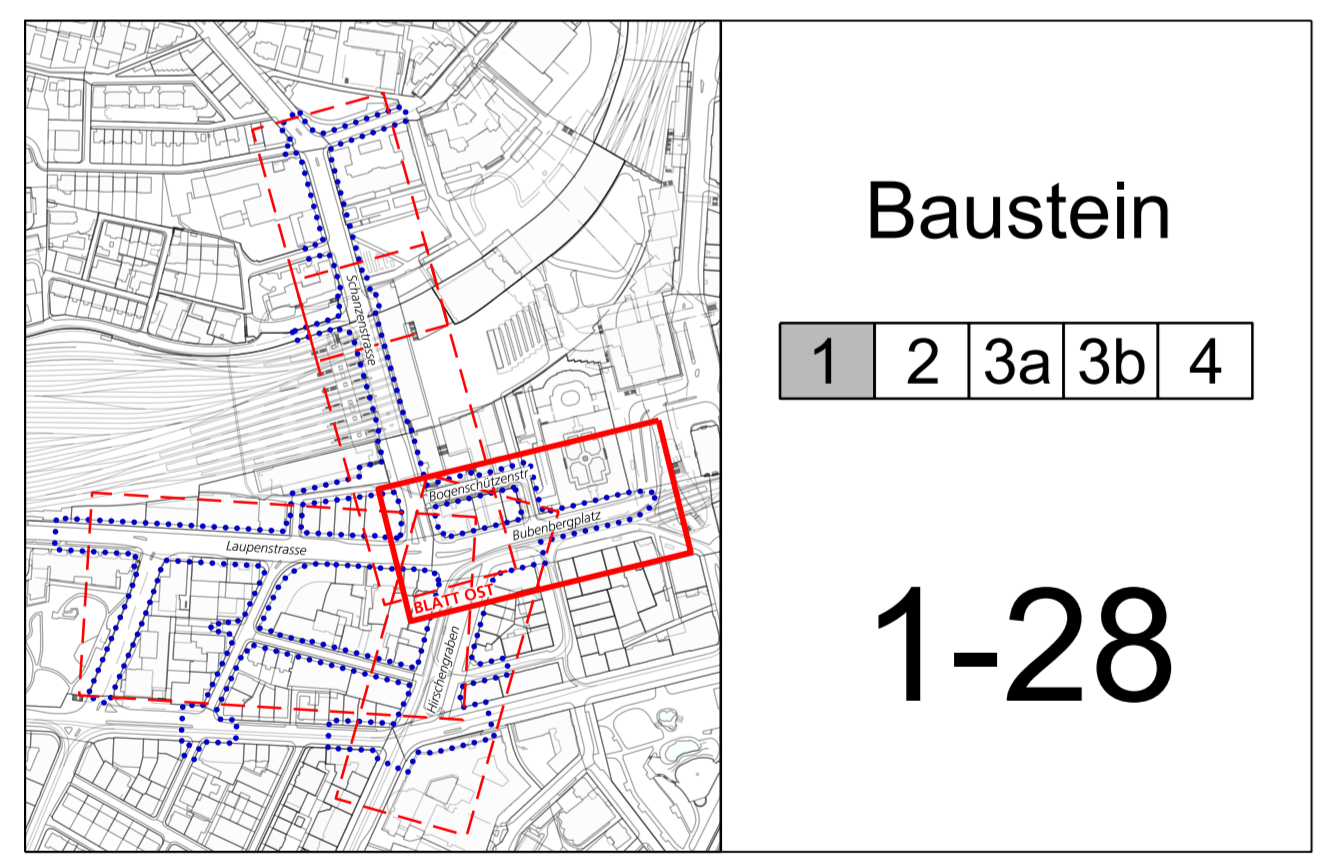 Schanzenstrasse
Bogenschützenstr.
Bubenbergplatz
Laupenstrasse
BLATT OST
Hirschengraben
Baustein
1 2 3a 3b 4
1-28